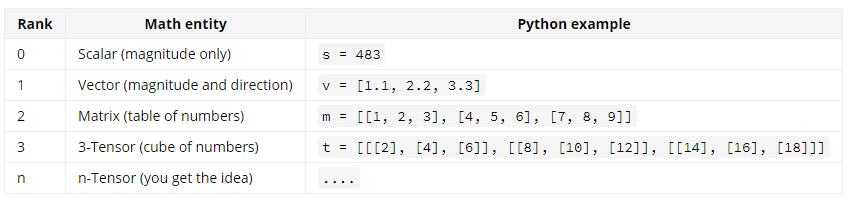 Rank Math entity Python example
0 Scalar (magnitude only) s = 483
1 Vector (magnitude and direction) v = [1.1, 2.2, 3.3]
2 Matrix (table of numbers) m = [[1, 2, 3], [4, 5, 6], [7, 8, 9]]
3 3-Tensor (cube of numbers) t = [[[2], [4], [6]], [[8], [10], [12]], [[14], [16], [18]]]
n n-Tensor (you get the idea) ....